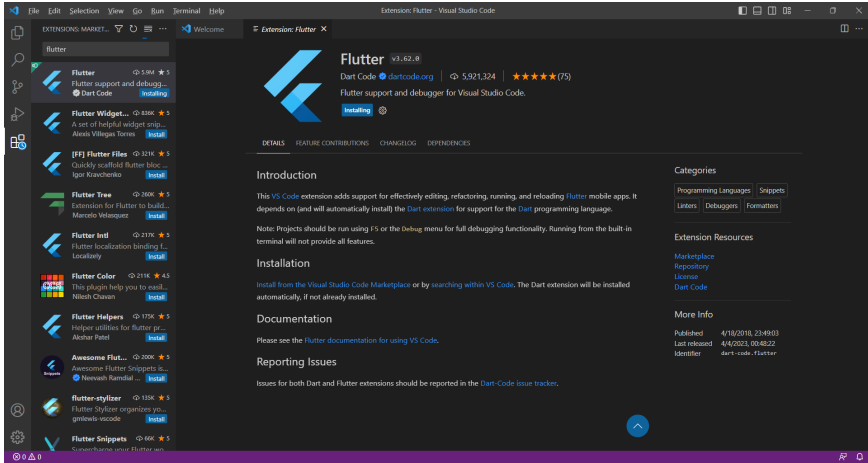 File Edit Selection View Go Run Terminal Help
Extension: Flutter - Visual Studio Code
EXTENSIONS: MARKET...
Welcome
Extension: Flutter
flutter
Flutter 5.9M 5
Flutter support and debugg...
Dart Code Installing
Flutter Widget... 836K 5
A set of helpful widget snip...
Alexis Villegas Torres Install
[FF] Flutter Files 321K 5
Quickly scaffold flutter bloc ...
Igor Kravchenko Install
Flutter Tree 260K 5
Extension for Flutter to build...
Marcelo Velasquez Install
Flutter Intl 217K 5
Flutter localization binding f...
Localizely Install
Flutter Color 211K 4.5
This plugin help you to easil...
Nilesh Chavan Install
Flutter Helpers 175K 5
Helper utilities for flutter pr...
Akshar Patel Install
Awesome Flut... 200K 5
Awesome Flutter Snippets is...
Neevash Ramdial ... Install
Snippets
flutter-stylizer 135K 5
Flutter Stylizer organizes yo...
gmlewis-vscode Install
Flutter Snippets 66K 5
Supercharge your Flutter wo...
Flutter v3.62.0
Dart Code dartcode.org 5,921,324 (75)
Flutter support and debugger for Visual Studio Code.
Installing
DETAILS FEATURE CONTRIBUTIONS CHANGELOG DEPENDENCIES
Introduction
This VS Code extension adds support for effectively editing, refactoring, running, and reloading Flutter mobile apps. It
depends on (and will automatically install) the Dart extension for support for the Dart programming language.
Note: Projects should be run using F5 or the Debug menu for full debugging functionality. Running from the built-in
terminal will not provide all features.
Installation
Install from the Visual Studio Code Marketplace or by searching within VS Code. The Dart extension will be installed
automatically, if not already installed.
Documentation
Please see the Flutter documentation for using VS Code.
Reporting Issues
Issues for both Dart and Flutter extensions should be reported in the Dart-Code issue tracker.
Categories
Programming Languages Snippets
Linters Debuggers Formatters
Extension Resources
Marketplace
Repository
License
Dart Code
More Info
Published 4/18/2018, 23:49:03
Last released 4/4/2023, 00:48:22
Identifier dart-code.flutter
0 0